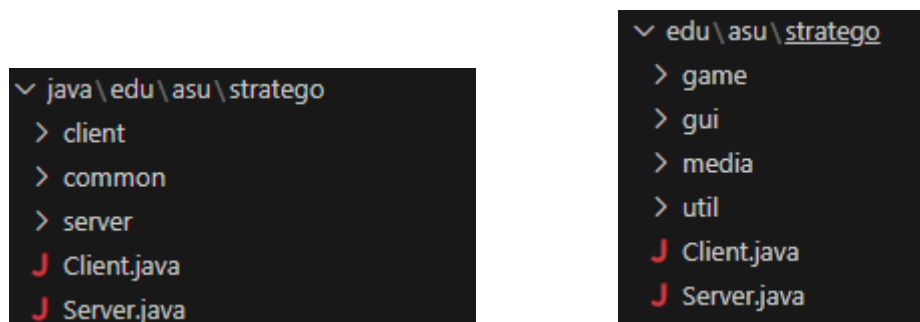 java\edu\asu\stratego
client
common
server
Client.java
Server.java
edu\asu\stratego
game
gui
media
util
Client.java
Server.java